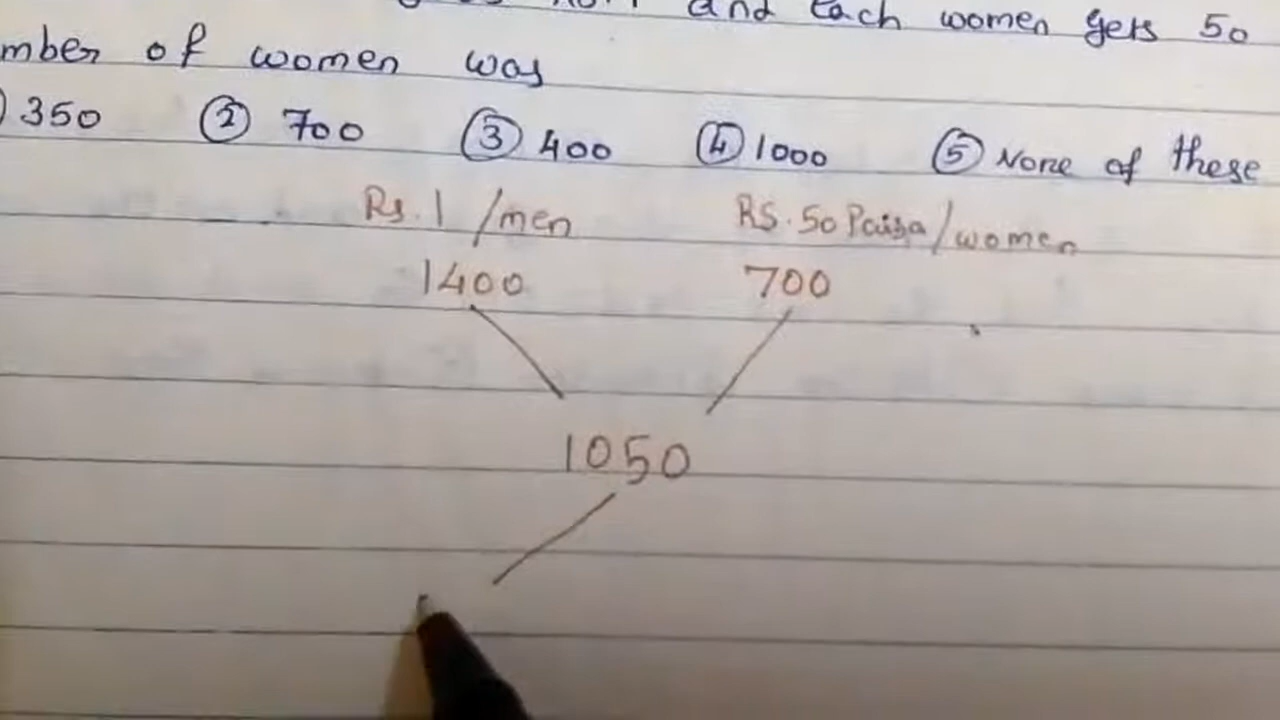 and Each women gets 50
mber of women was
350 ② 700 ③ 400 ④ 1000 ⑤ None of these
Rs. 1 /men RS. 50 Paisa/women
1400 700
1050